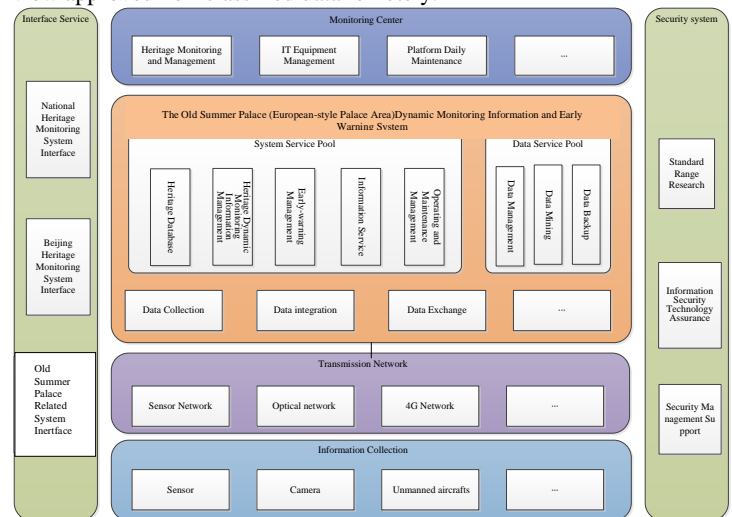 Interface Service
National
Heritage
Monitoring
System
Interface
Beijing
Heritage
Monitoring
System
Interface
Old
Summer
Palace
Related
System
Inertface
Monitoring Center
Heritage Monitoring
and Management
IT Equipment
Management
Platform Daily
Maintenance
...
The Old Summer Palace (European-style Palace Area)Dynamic Monitoring Information and Early
Warning System
System Service Pool
Heritage Database
Heritage Dynamic
Monitoring
Information
Management
Early-warning
Management
Information Service
Operating and
Maintenance
Management
Data Service Pool
Data Management
Data Mining
Data Backup
Data Collection
Data integration
Data Exchange
...
Transmission Network
Sensor Network
Optical network
4G Network
...
Information Collection
Sensor
Camera
Unmanned aircrafts
...
Security system
Standard
Range
Research
Information
Security
Technology
Assurance
Security Ma
nagement Su
pport